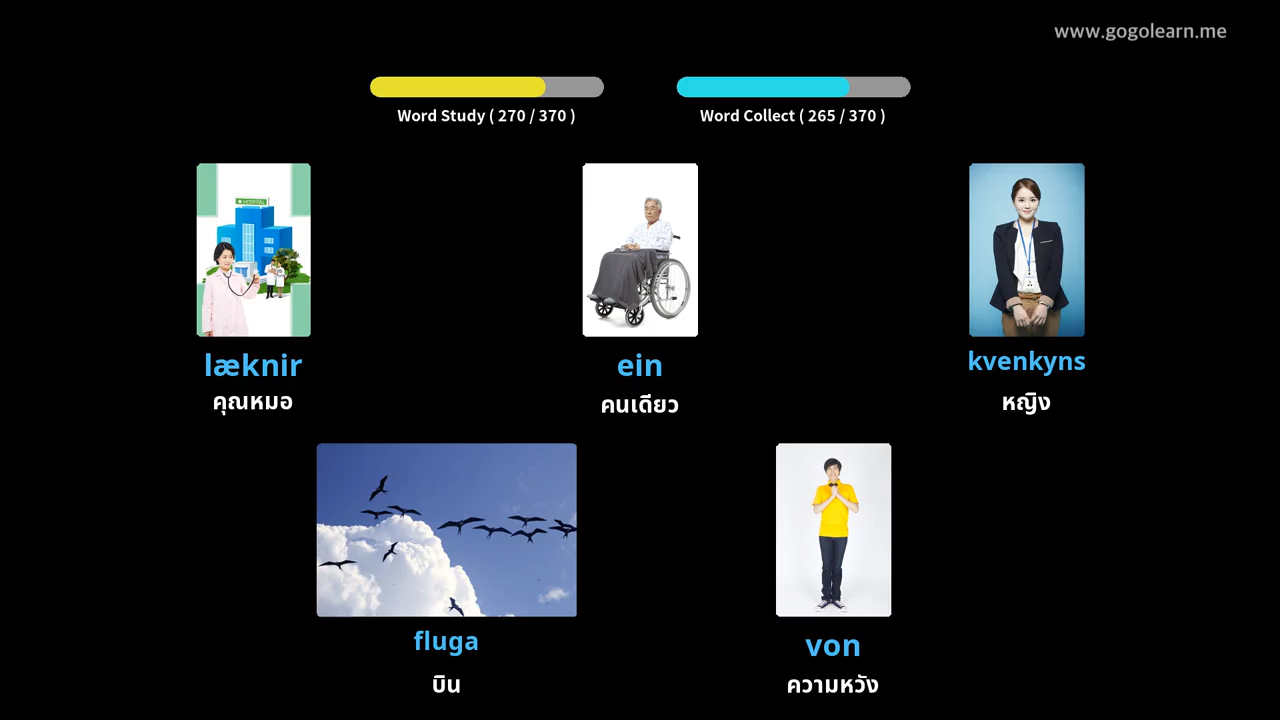 www.gogolearn.me
Word Study ( 270 / 370 )
Word Collect ( 265 / 370 )
HOSPITAL
læknir
คุณหมอ
ein
คนเดียว
kvenkyns
หญิง
fluga
บิน
von
ความหวัง